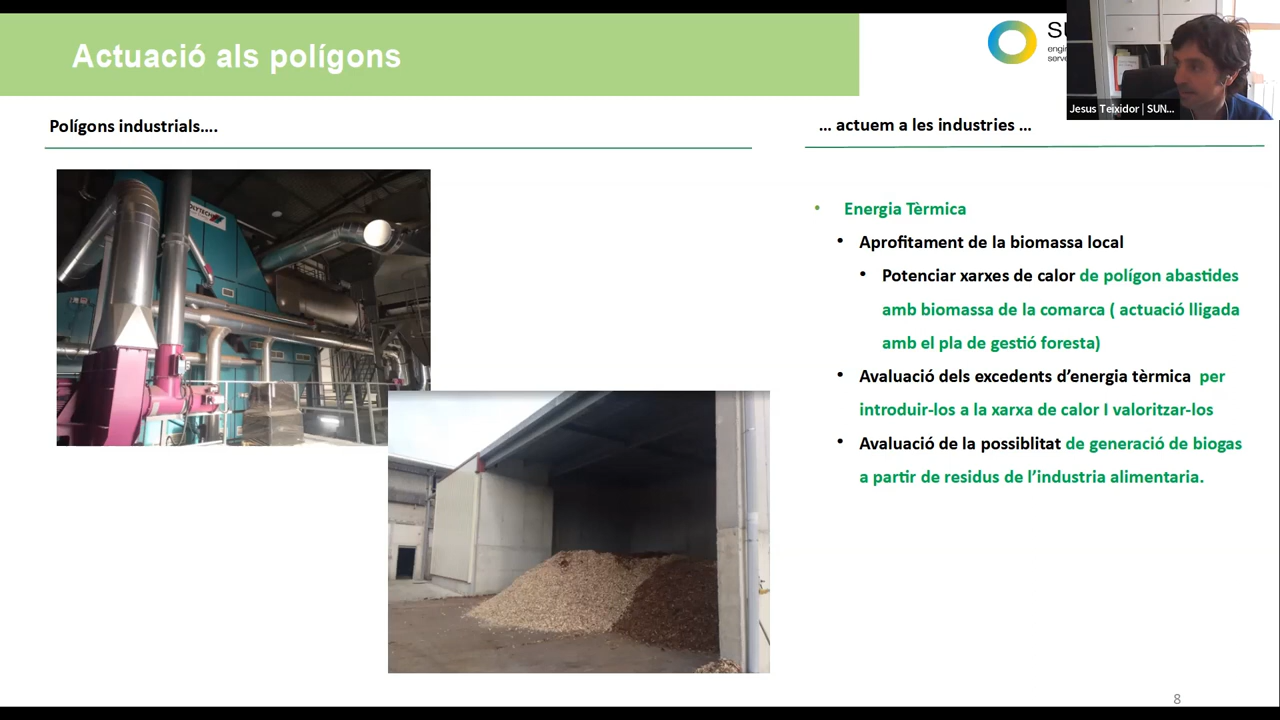 Actuació als polígons
Jesus Teixidor | SUN...
Polígons industrials....
... actuem a les industries ...
POLYTECHNIK
• Energia Tèrmica
• Aprofitament de la biomassa local
• Potenciar xarxes de calor de polígon abastides
amb biomassa de la comarca ( actuació lligada
amb el pla de gestió foresta)
• Avaluació dels excedents d'energia tèrmica per
introduir-los a la xarxa de calor I valoritzar-los
• Avaluació de la possiblitat de generació de biogas
a partir de residus de l'industria alimentaria.
8